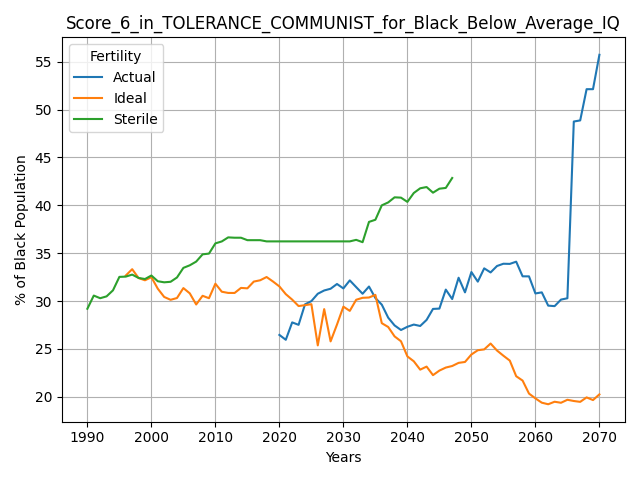 Score_6_in_TOLERANCE_COMMUNIST_for_Black_Below_Average_IQ
Fertility
Actual
Ideal
Sterile
% of Black Population
55
50
45
40
35
30
25
20
1990
2000
2010
2020
2030
2040
2050
2060
2070
Years